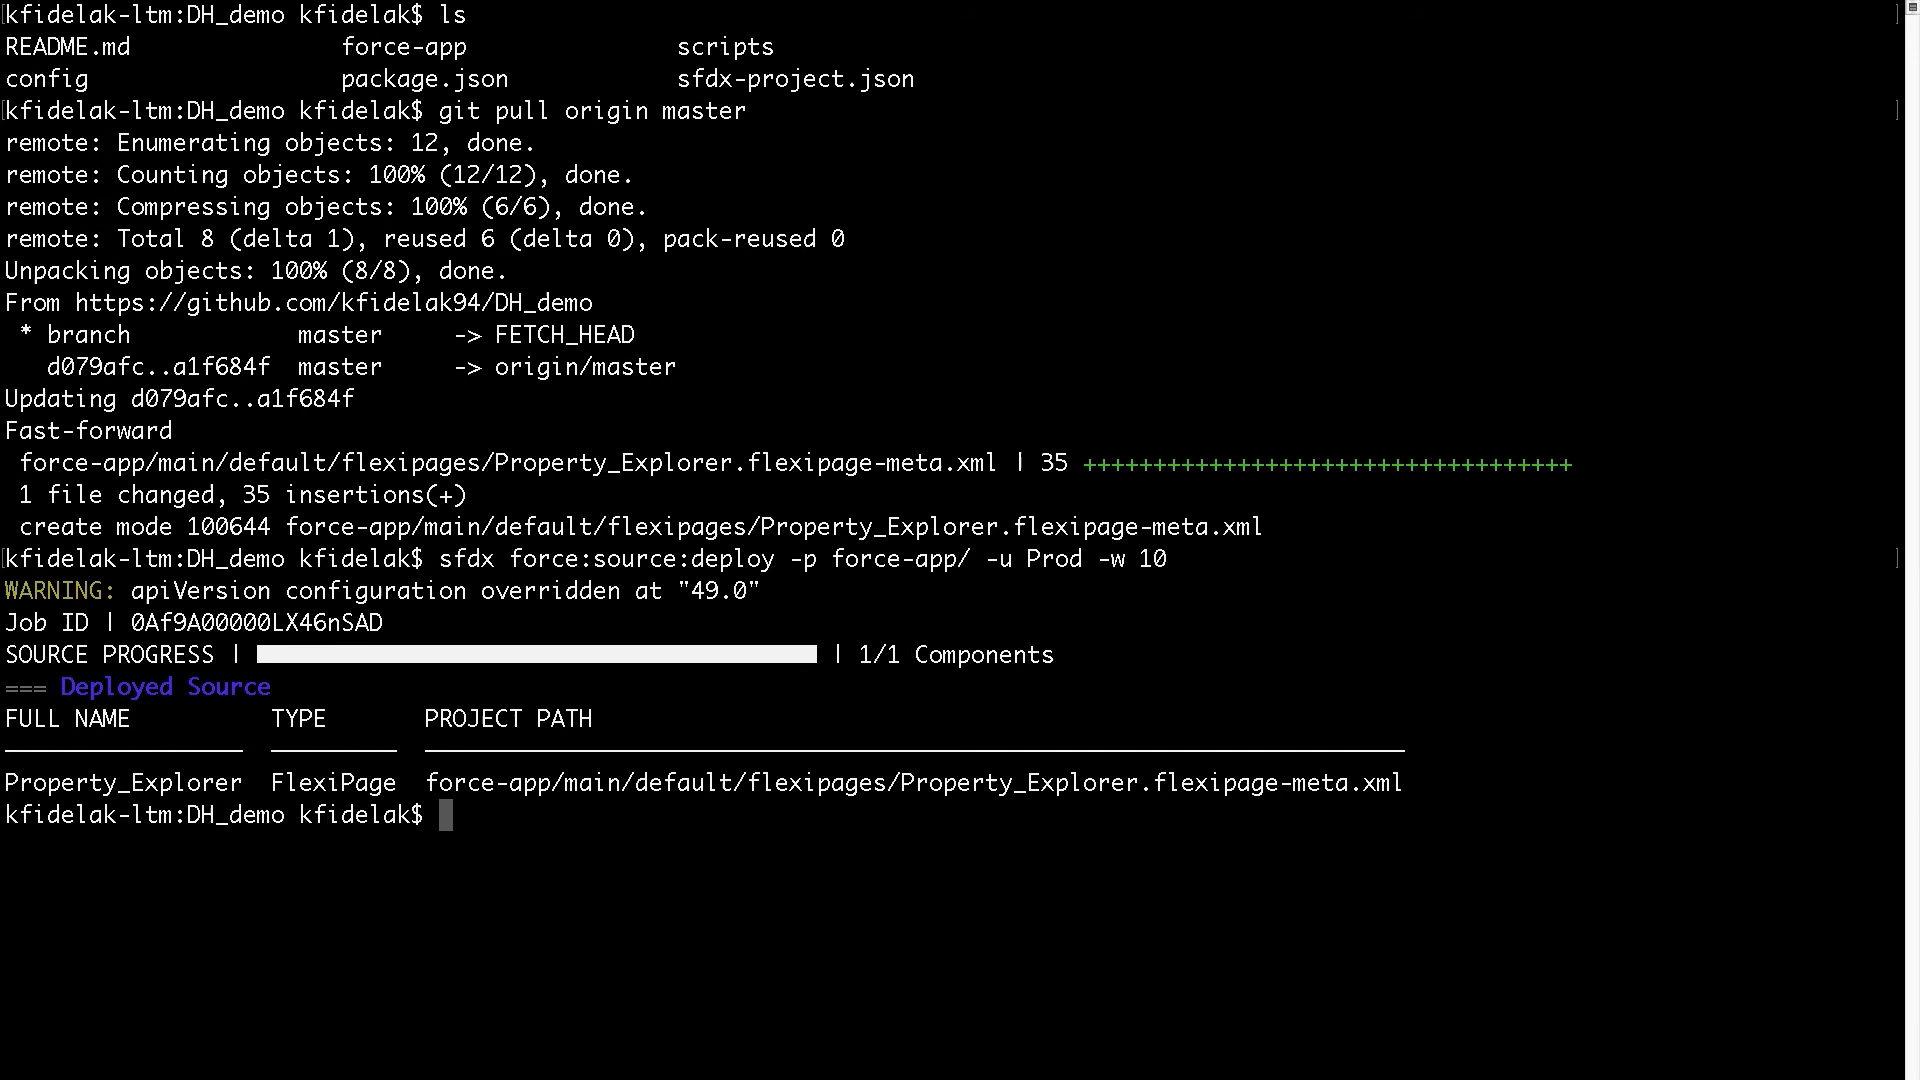 kfidelak-ltm:DH_demo kfidelak$ ls
README.md force-app scripts
config package.json sfdx-project.json
kfidelak-ltm:DH_demo kfidelak$ git pull origin master
remote: Enumerating objects: 12, done.
remote: Counting objects: 100% (12/12), done.
remote: Compressing objects: 100% (6/6), done.
remote: Total 8 (delta 1), reused 6 (delta 0), pack-reused 0
Unpacking objects: 100% (8/8), done.
From https://github.com/kfidelak94/DH_demo
 * branch master -> FETCH_HEAD
d079afc..a1f684f master -> origin/master
Updating d079afc..a1f684f
Fast-forward
force-app/main/default/flexipages/Property_Explorer.flexipage-meta.xml | 35 +++++++++++++++++++++++++++++++++++
1 file changed, 35 insertions(+)
create mode 100644 force-app/main/default/flexipages/Property_Explorer.flexipage-meta.xml
kfidelak-ltm:DH_demo kfidelak$ sfdx force:source:deploy -p force-app/ -u Prod -w 10
WARNING: apiVersion configuration overridden at "49.0"
Job ID | 0Af9A00000LX46nSAD
SOURCE PROGRESS | | 1/1 Components
=== Deployed Source
FULL NAME TYPE PROJECT PATH
Property_Explorer FlexiPage force-app/main/default/flexipages/Property_Explorer.flexipage-meta.xml
kfidelak-ltm:DH_demo kfidelak$